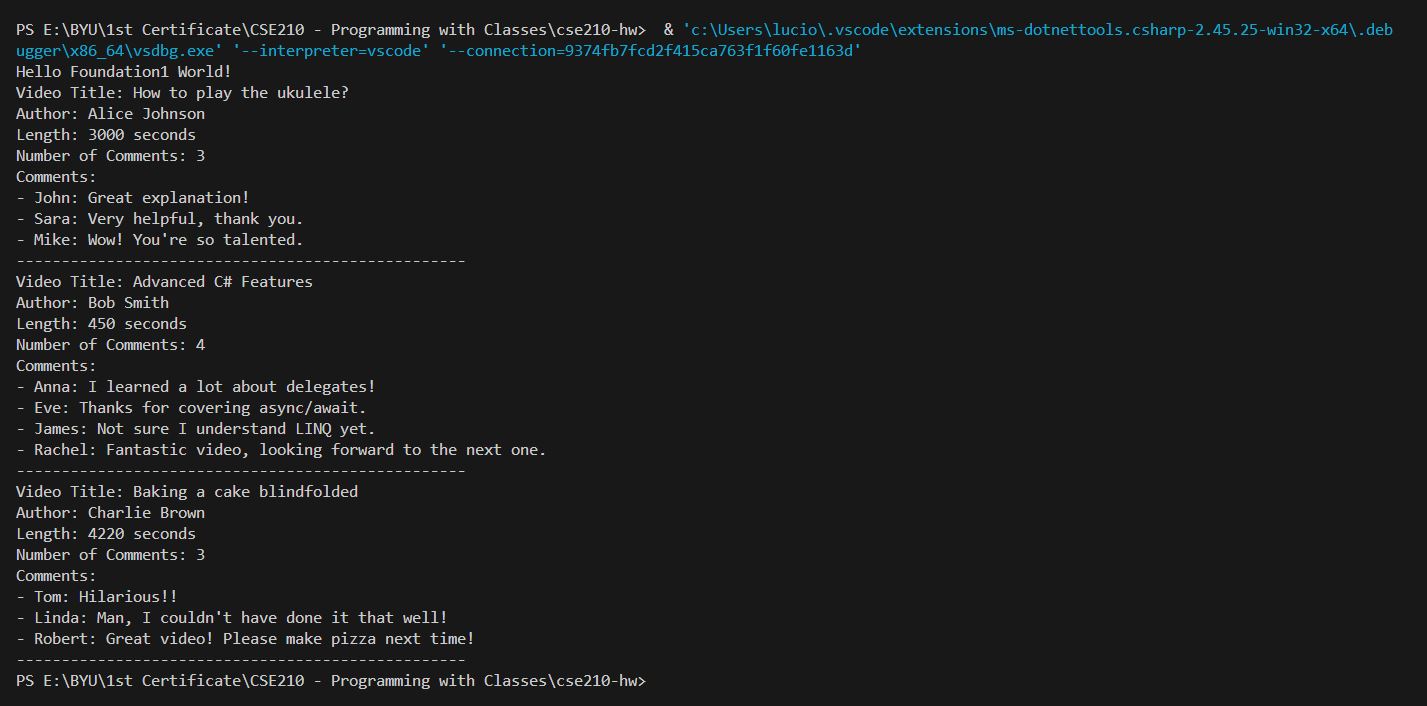 PS E:\BYU\1st Certificate\CSE210 - Programming with Classes\cse210-hw>  & 'c:\Users\lucio\.vscode\extensions\ms-dotnettools.csharp-2.45.25-win32-x64\.deb
ugger\x86_64\vsdbg.exe' '--interpreter=vscode' '--connection=9374fb7fcd2f415ca763f1f60fe1163d'
Hello Foundation1 World!
Video Title: How to play the ukulele?
Author: Alice Johnson
Length: 3000 seconds
Number of Comments: 3
Comments:
- John: Great explanation!
- Sara: Very helpful, thank you.
- Mike: Wow! You're so talented.
--------------------------------------------------
Video Title: Advanced C# Features
Author: Bob Smith
Length: 450 seconds
Number of Comments: 4
Comments:
- Anna: I learned a lot about delegates!
- Eve: Thanks for covering async/await.
- James: Not sure I understand LINQ yet.
- Rachel: Fantastic video, looking forward to the next one.
--------------------------------------------------
Video Title: Baking a cake blindfolded
Author: Charlie Brown
Length: 4220 seconds
Number of Comments: 3
Comments:
- Tom: Hilarious!!
- Linda: Man, I couldn't have done it that well!
- Robert: Great video! Please make pizza next time!
--------------------------------------------------
PS E:\BYU\1st Certificate\CSE210 - Programming with Classes\cse210-hw>